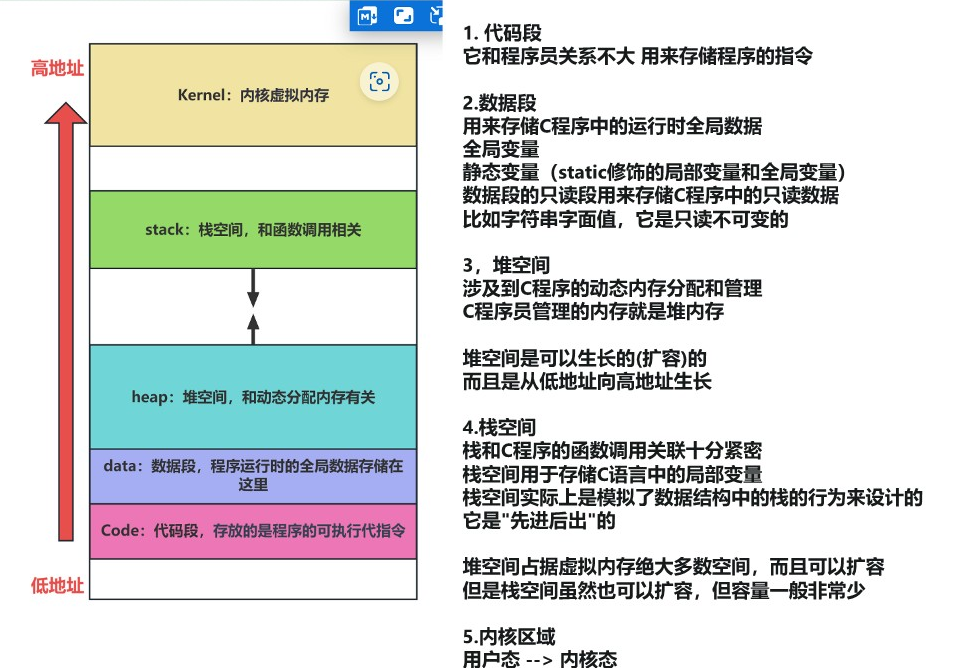 高地址
Kernel：内核虚拟内存
stack：栈空间，和函数调用相关
heap：堆空间，和动态分配内存有关
data：数据段，程序运行时的全局数据存储在
这里
Code：代码段，存放的是程序的可执行代指令
低地址
1. 代码段
它和程序员关系不大 用来存储程序的指令
2.数据段
用来存储C程序中的运行时全局数据
全局变量
静态变量（static修饰的局部变量和全局变量）
数据段的只读段用来存储C程序中的只读数据
比如字符串字面值，它是只读不可变的
3，堆空间
涉及到C程序的动态内存分配和管理
C程序员管理的内存就是堆内存
堆空间是可以生长的(扩容)的
而且是从低地址向高地址生长
4.栈空间
栈和C程序的函数调用关联十分紧密
栈空间用于存储C语言中的局部变量
栈空间实际上是模拟了数据结构中的栈的行为来设计的
它是"先进后出"的
堆空间占据虚拟内存绝大多数空间，而且可以扩容
但是栈空间虽然也可以扩容，但容量一般非常少
5.内核区域
用户态 --> 内核态